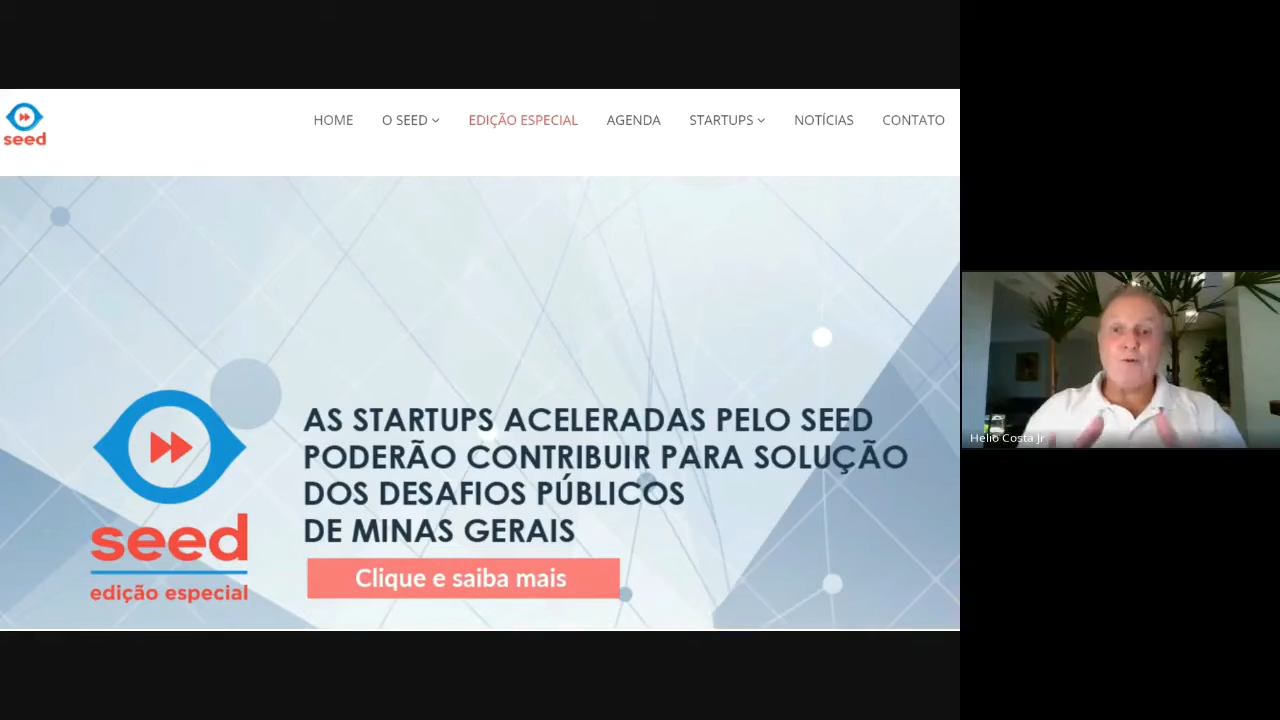 seed
HOME O SEED EDIÇÃO ESPECIAL AGENDA STARTUPS NOTÍCIAS CONTATO
AS STARTUPS ACELERADAS PELO SEED
PODERÃO CONTRIBUIR PARA SOLUÇÃO
DOS DESAFIOS PÚBLICOS
DE MINAS GERAIS
Clique e saiba mais
seed
edição especial
Helio Costa Jr